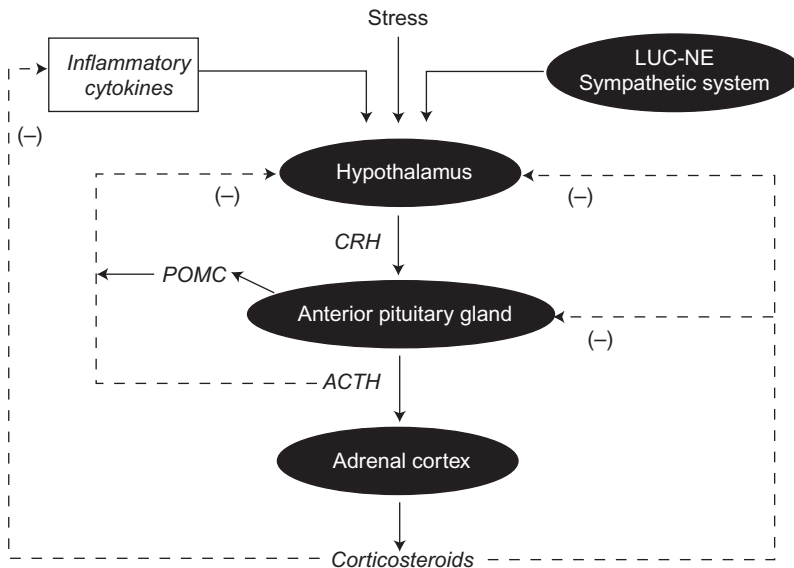 Stress
Inflammatory
cytokines
LUC-NE
Sympathetic system
(–)
Hypothalamus
(–)
(–)
CRH
POMC
Anterior pituitary gland
(–)
ACTH
Adrenal cortex
Corticosteroids